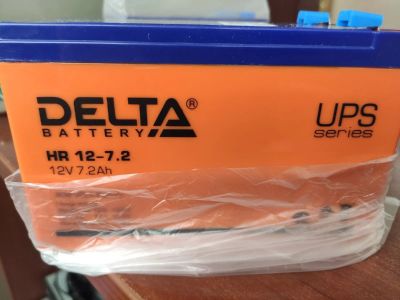 DELTA®
BATTERY
UPS
series
HR 12-7.2
12V 7.2Ah